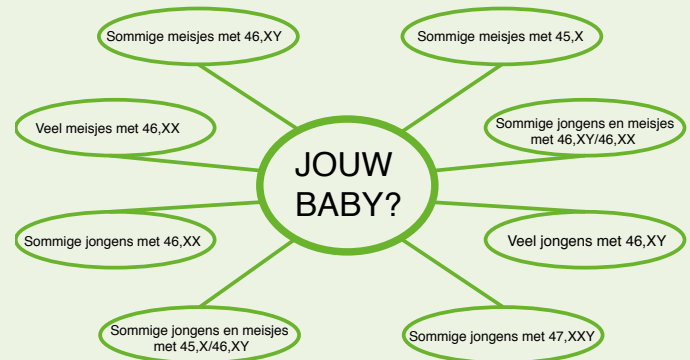 Sommige meisjes met 46,XY
Sommige meisjes met 45,X
Veel meisjes met 46,XX
Sommige jongens en meisjes
met 46,XY/46,XX
JOUW
BABY?
Sommige jongens met 46,XX
Veel jongens met 46,XY
Sommige jongens en meisjes
met 45,X/46,XY
Sommige jongens met 47,XXY